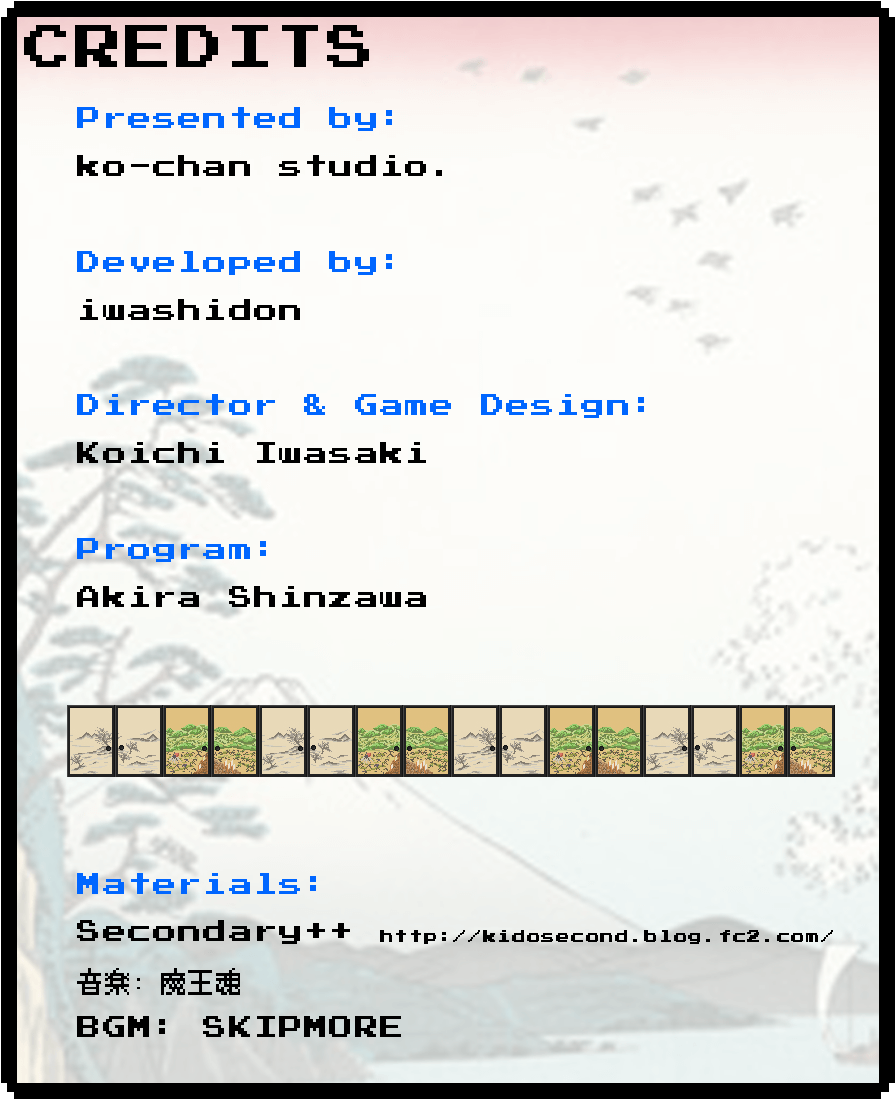 CREDITS
Presented by:
ko-chan studio.
Developed by:
iwashidon
Director & Game Design:
Koichi Iwasaki
Program:
Akira Shinzawa
Materials:
Secondary++ http://kidosecond.blog.fc2.com/
音楽: 魔王魂
BGM: SKIPMORE